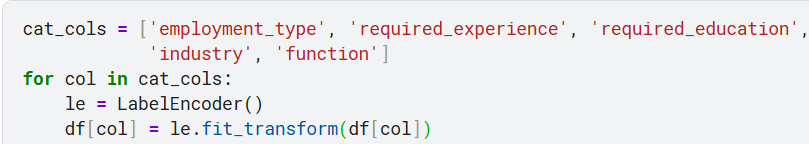 cat_cols = ['employment_type', 'required_experience', 'required_education',
            'industry', 'function']
for col in cat_cols:
    le = LabelEncoder()
    df[col] = le.fit_transform(df[col])